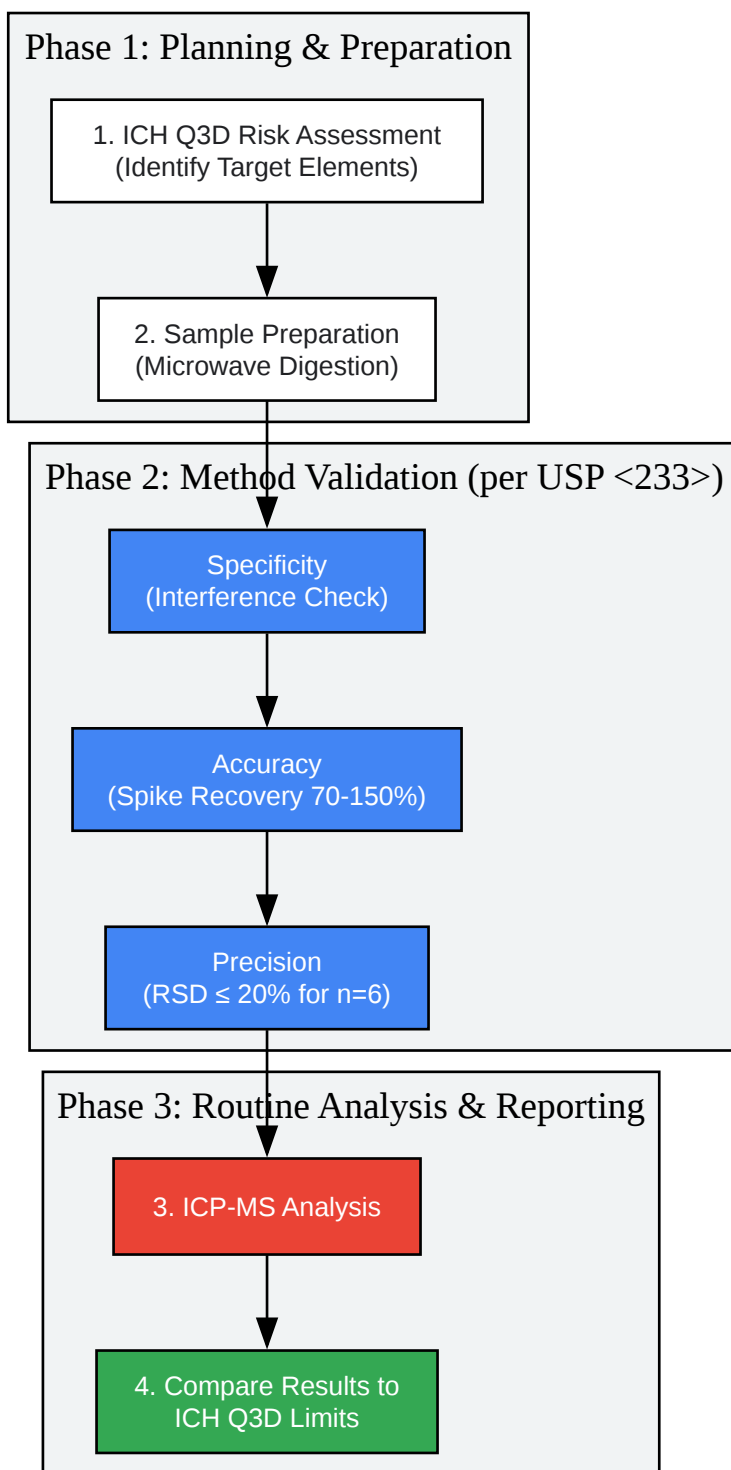 Phase 1: Planning & Preparation
1. ICH Q3D Risk Assessment
(Identify Target Elements)
2. Sample Preparation
(Microwave Digestion)
Phase 2: Method Validation (per USP <233>)
Specificity
(Interference Check)
Accuracy
(Spike Recovery 70-150%)
Precision
(RSD ≤ 20% for n=6)
Phase 3: Routine Analysis & Reporting
3. ICP-MS Analysis
4. Compare Results to
ICH Q3D Limits